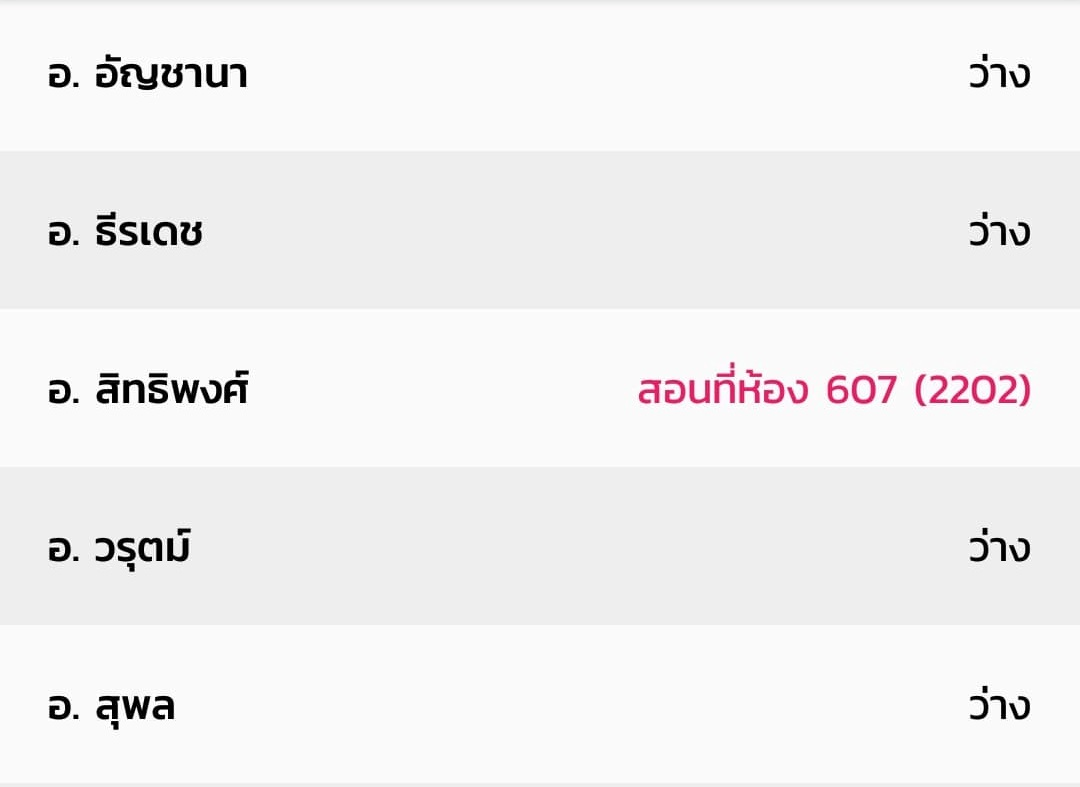 อ. อัญชานา ว่าง
อ. ธีรเดช ว่าง
อ. สิทธิพงศ์ สอนที่ห้อง 607 (2202)
อ. วรุตม์ ว่าง
อ. สุพล ว่าง